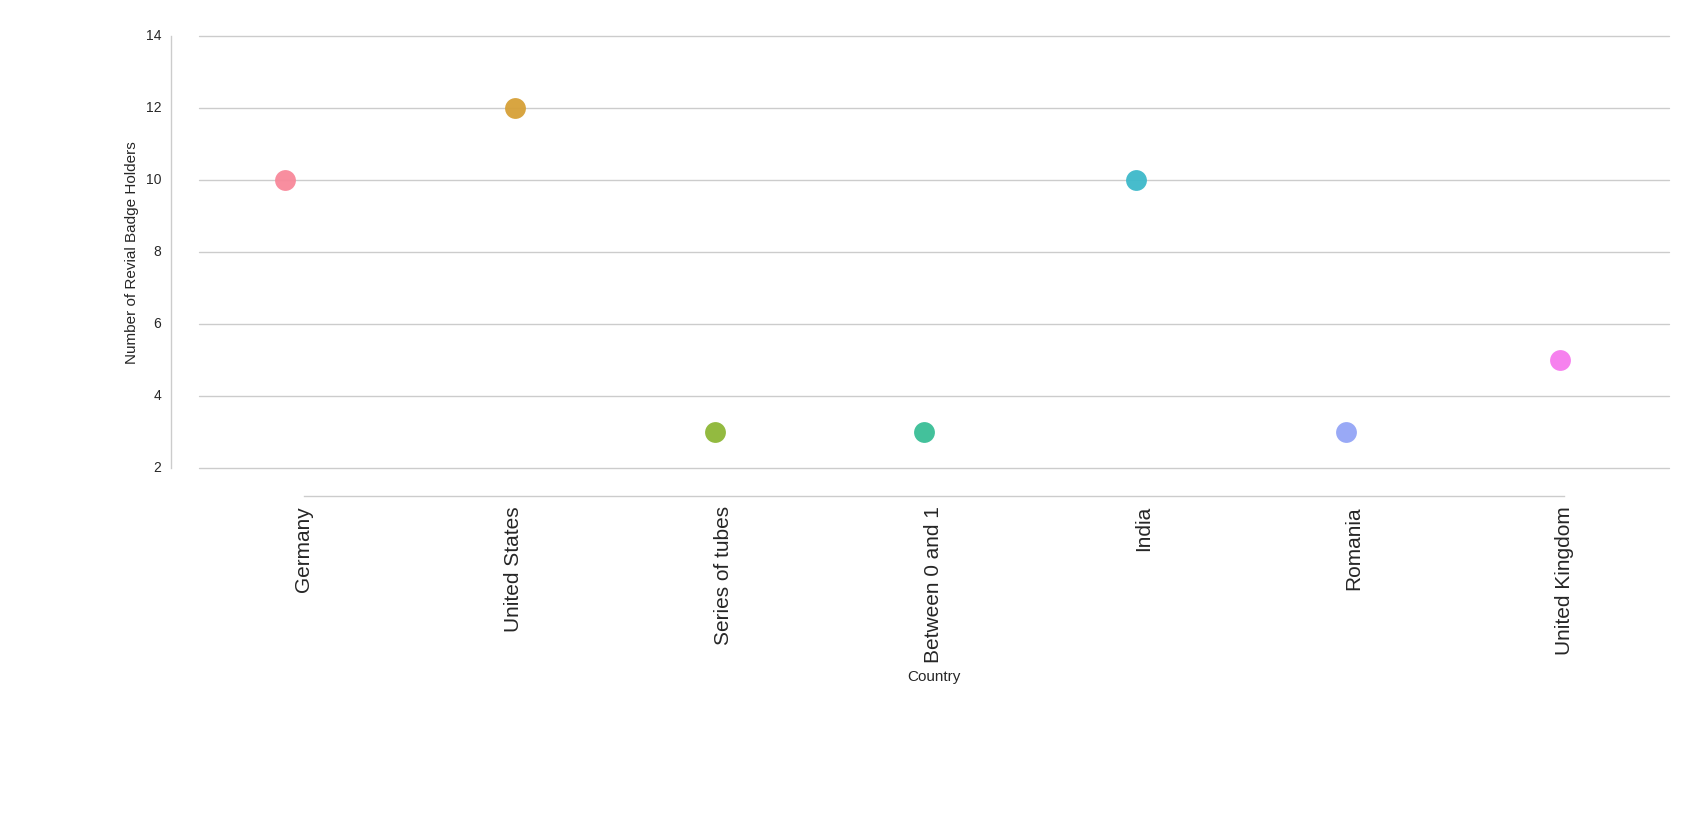 14
12
10
8
6
4
2
Number of Revial Badge Holders
Germany
United States
Series of tubes
Between 0 and 1
India
Romania
United Kingdom
Country